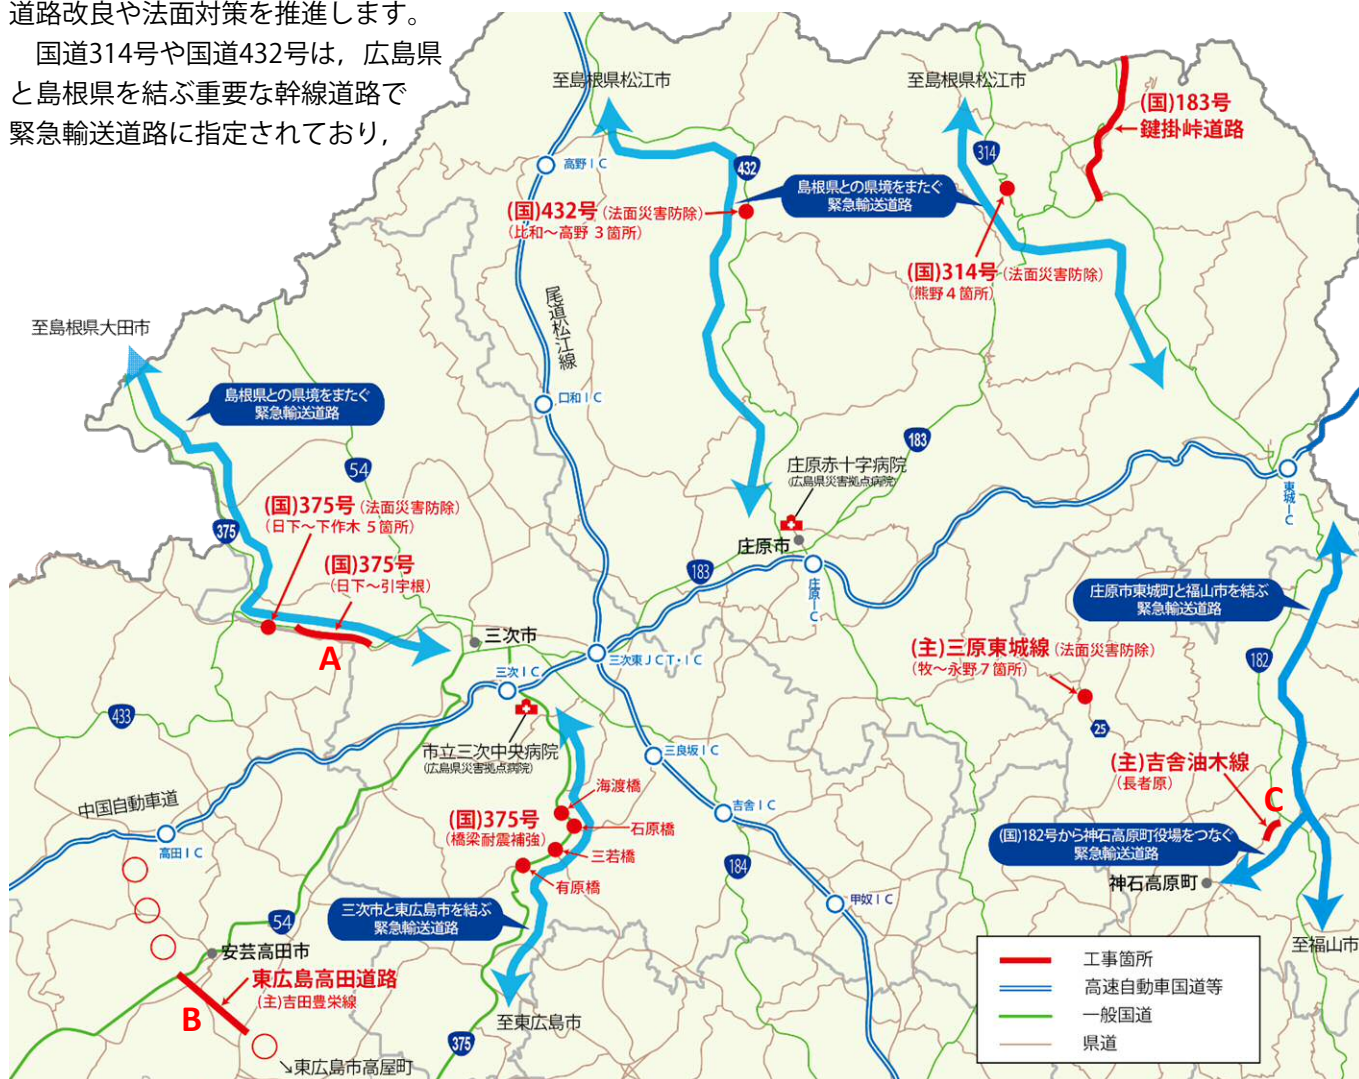 道路改良や法面対策を推進します。
国道314号や国道432号は，広島県
と島根県を結ぶ重要な幹線道路で
緊急輸送道路に指定されており，
至島根県松江市
至島根県松江市
(国)183号
鍵掛峠道路
314
高野ＩＣ
432
島根県との県境をまたぐ
緊急輸送道路
(国)432号 (法面災害防除)
(比和～高野 ３箇所)
(国)314号 (法面災害防除)
(熊野４箇所)
尾道松江線
至島根県大田市
島根県との県境をまたぐ
緊急輸送道路
口和ＩＣ
183
54
庄原赤十字病院
(広島県災害拠点病院)
東城ＩＣ
(国)375号 (法面災害防除)
(日下～下作木 ５箇所)
375
庄原市
(国)375号
(日下～引宇根)
183
庄原ＩＣ
庄原市東城町と福山市を結ぶ
緊急輸送道路
A
三次市
三次東ＪＣＴ・ＩＣ
(主)三原東城線 (法面災害防除)
(牧～永野７箇所)
182
三次ＩＣ
433
25
市立三次中央病院
(広島県災害拠点病院)
三良坂ＩＣ
(主)吉舎油木線
(長者原)
C
海渡橋
中国自動車道
吉舎ＩＣ
(国)375号
(橋梁耐震補強)
石原橋
高田ＩＣ
三若橋
(国)182号から神石高原町役場をつなぐ
緊急輸送道路
184
有原橋
神石高原町
甲奴ＩＣ
三次市と東広島市を結ぶ
緊急輸送道路
54
安芸高田市
至福山市
東広島高田道路
(主)吉田豊栄線
B
至東広島市
375
↘東広島市高屋町
工事箇所
高速自動車国道等
一般国道
県道